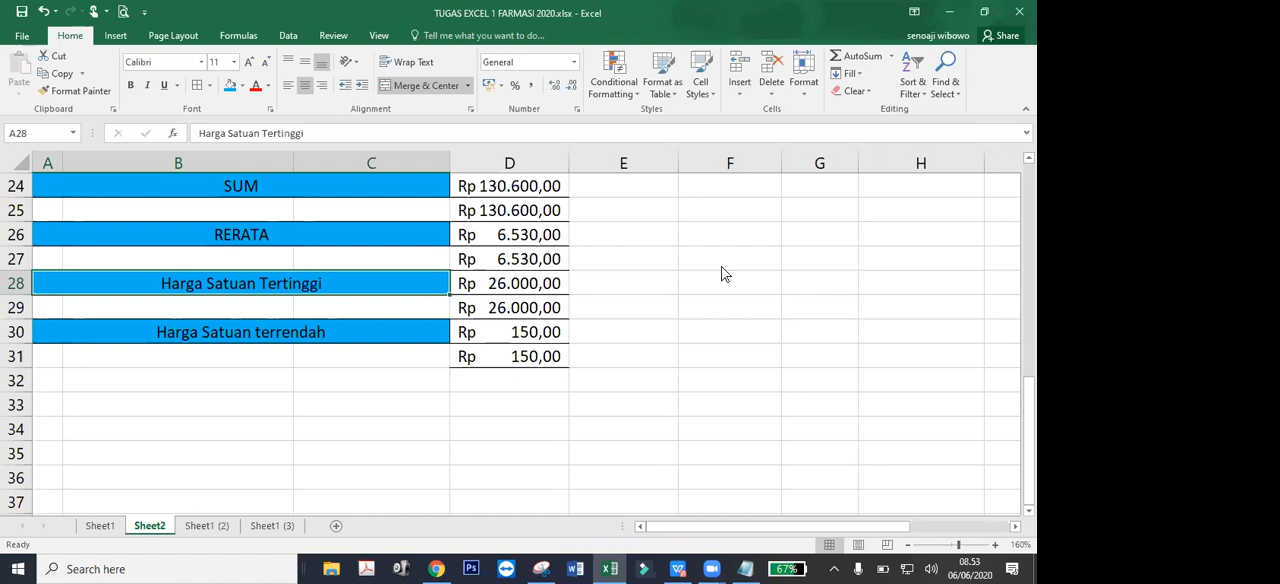 TUGAS EXCEL 1 FARMASI 2020.xlsx - Excel
File Home Insert Page Layout Formulas Data Review View Tell me what you want to do... senoaji wibowo Share
Paste Cut Copy Format Painter Clipboard
Calibri 11 A A B I U A Font
Wrap Text Merge & Center Alignment
General % , Number
Conditional Formatting Format as Table Cell Styles Styles
Insert Delete Format Cells
AutoSum Fill Clear Sort & Filter Find & Select Editing
A28 fx Harga Satuan Tertinggi
A B C D E F G H
24 SUM Rp 130.600,00
25 Rp 130.600,00
26 RERATA Rp 6.530,00
27 Rp 6.530,00
28 Harga Satuan Tertinggi Rp 26.000,00
29 Rp 26.000,00
30 Harga Satuan terrendah Rp 150,00
31 Rp 150,00
32
33
34
35
36
37
Sheet1 Sheet2 Sheet1 (2) Sheet1 (3)
Ready 160%
Search here 67% 08.53
06/06/2020